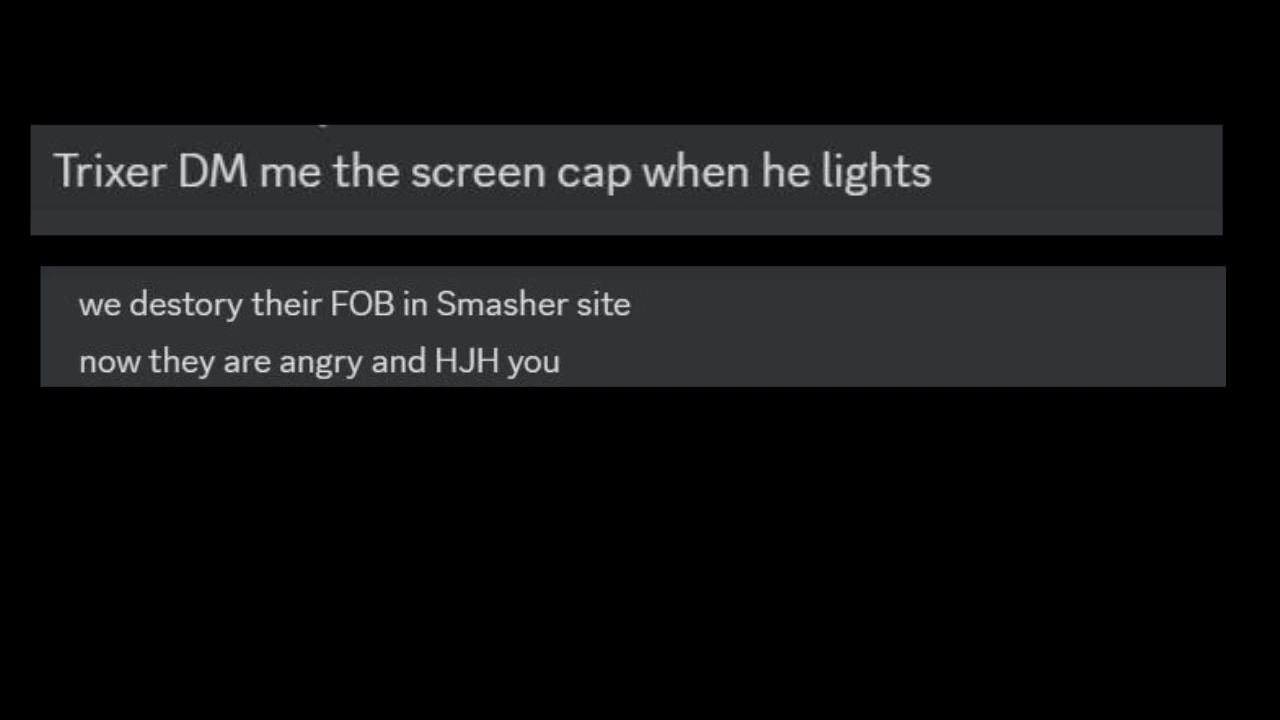 Trixer DM me the screen cap when he lights
we destory their FOB in Smasher site
now they are angry and HJH you